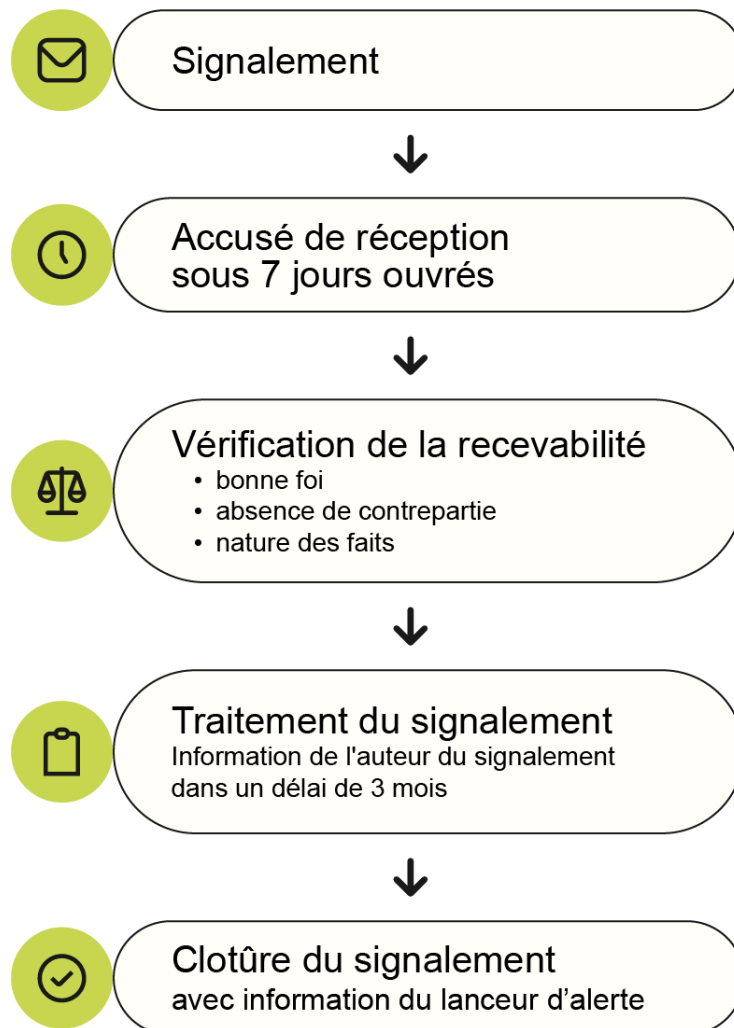 Signalement
Accusé de réception
sous 7 jours ouvrés
Vérification de la recevabilité
• bonne foi
• absence de contrepartie
• nature des faits
Traitement du signalement
Information de l'auteur du signalement
dans un délai de 3 mois
Clotûre du signalement
avec information du lanceur d’alerte